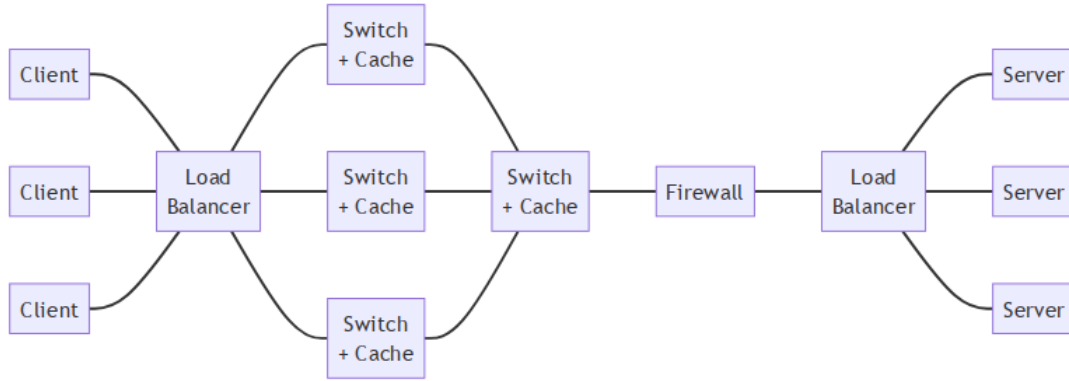 Client
Client
Client
Load
Balancer
Switch
+ Cache
Switch
+ Cache
Switch
+ Cache
Switch
+ Cache
Firewall
Load
Balancer
Server
Server
Server